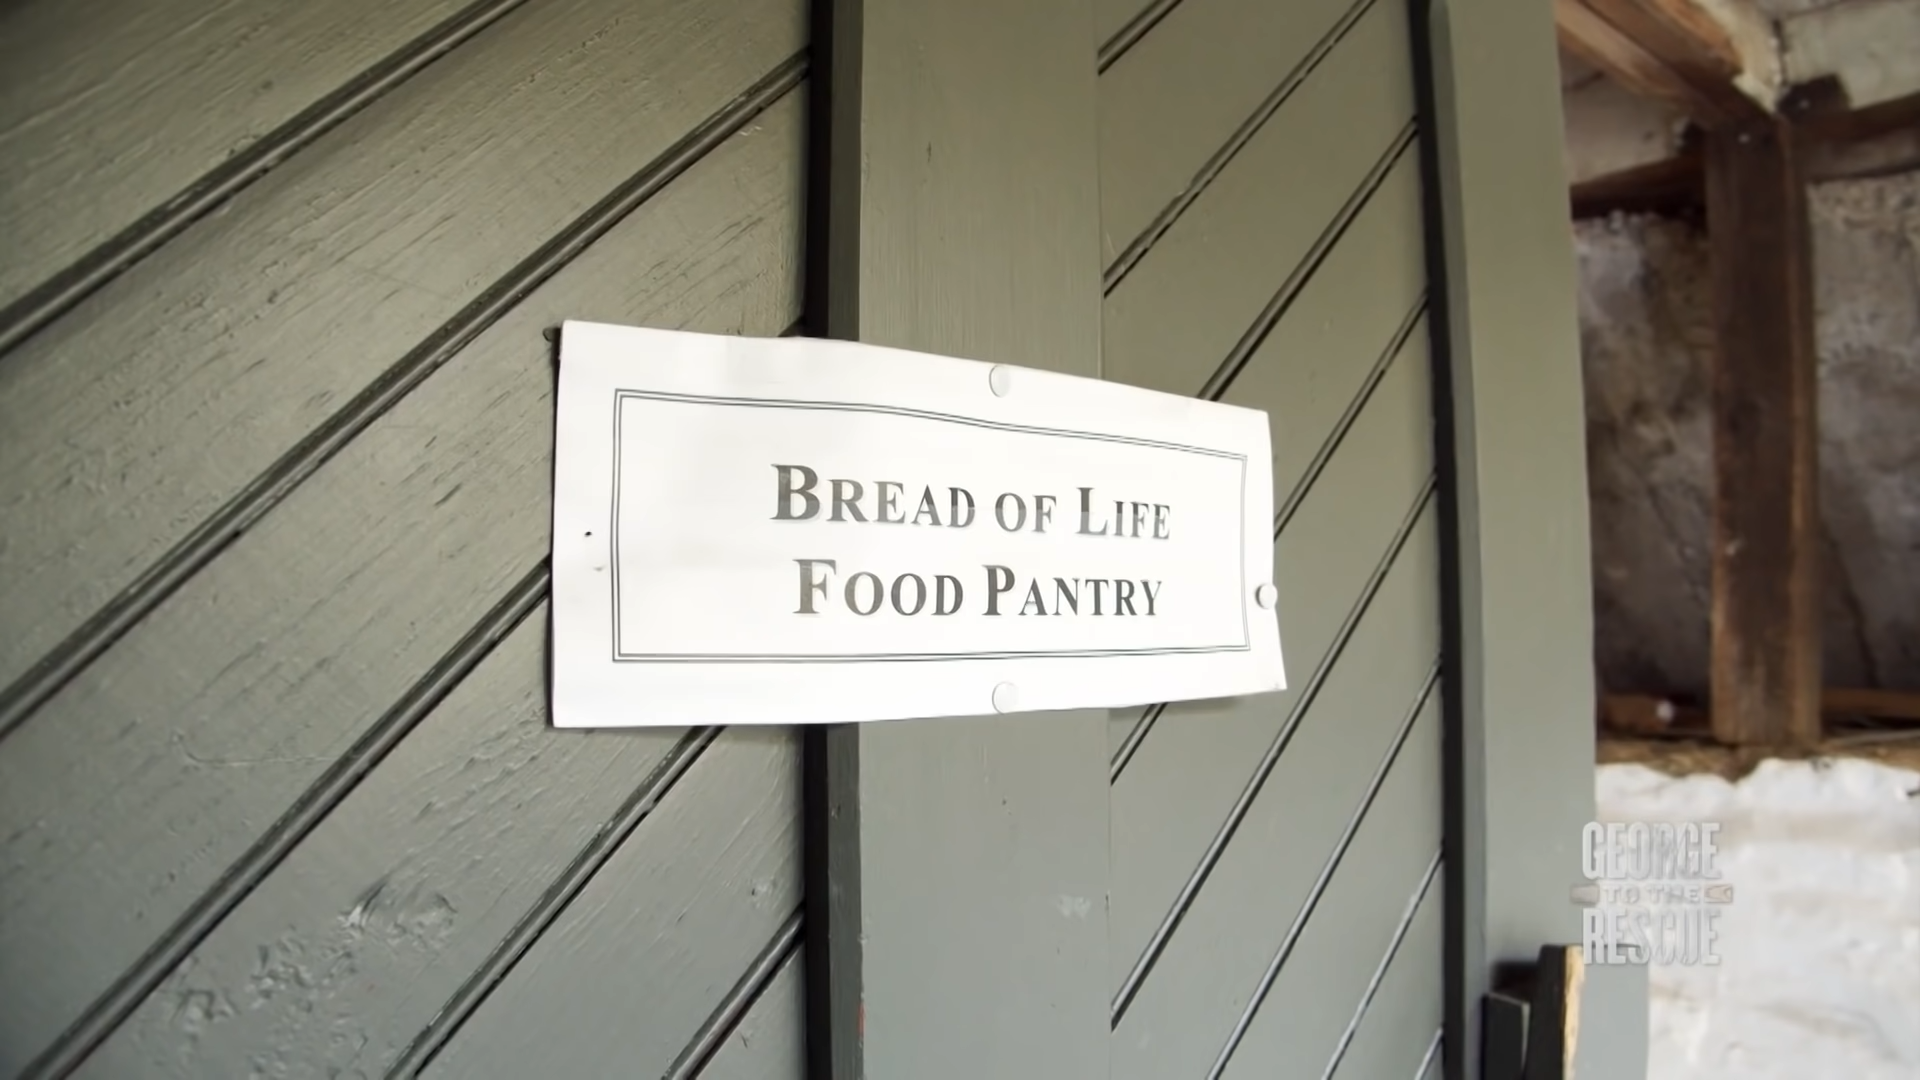 BREAD OF LIFE
FOOD PANTRY
GEORGE
TO THE
RESCUE